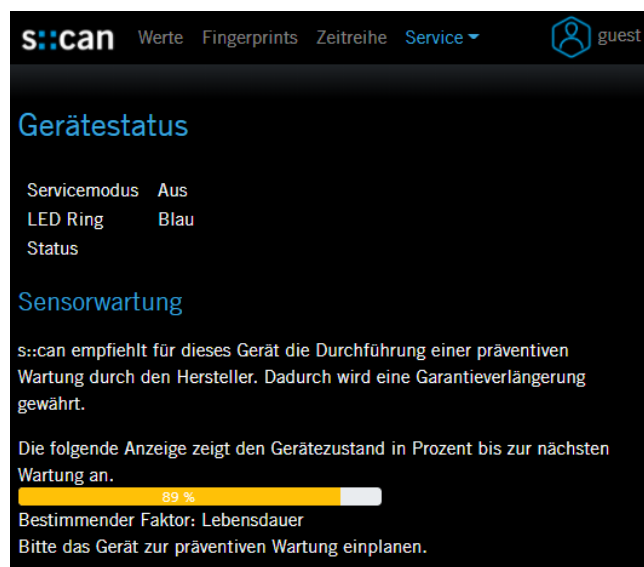 s::can Werte Fingerprints Zeitreihe Service guest
Gerätestatus
Servicemodus Aus
LED Ring Blau
Status
Sensorwartung
s::can empfiehlt für dieses Gerät die Durchführung einer präventiven
Wartung durch den Hersteller. Dadurch wird eine Garantieverlängerung
gewährt.
Die folgende Anzeige zeigt den Gerätezustand in Prozent bis zur nächsten
Wartung an.
89 %
Bestimmender Faktor: Lebensdauer
Bitte das Gerät zur präventiven Wartung einplanen.